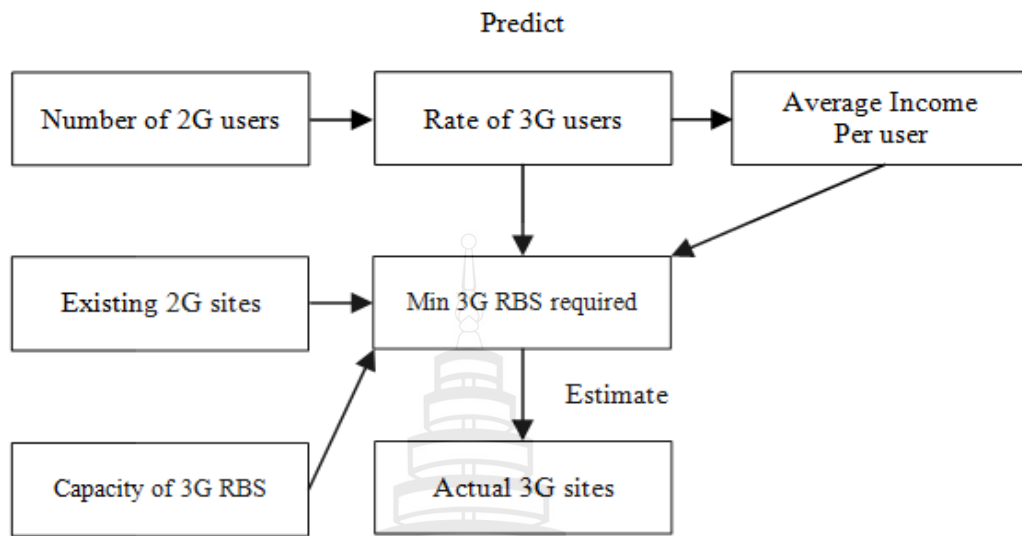 Predict
Number of 2G users
Rate of 3G users
Average Income
Per user
Existing 2G sites
Min 3G RBS required
Estimate
Capacity of 3G RBS
Actual 3G sites